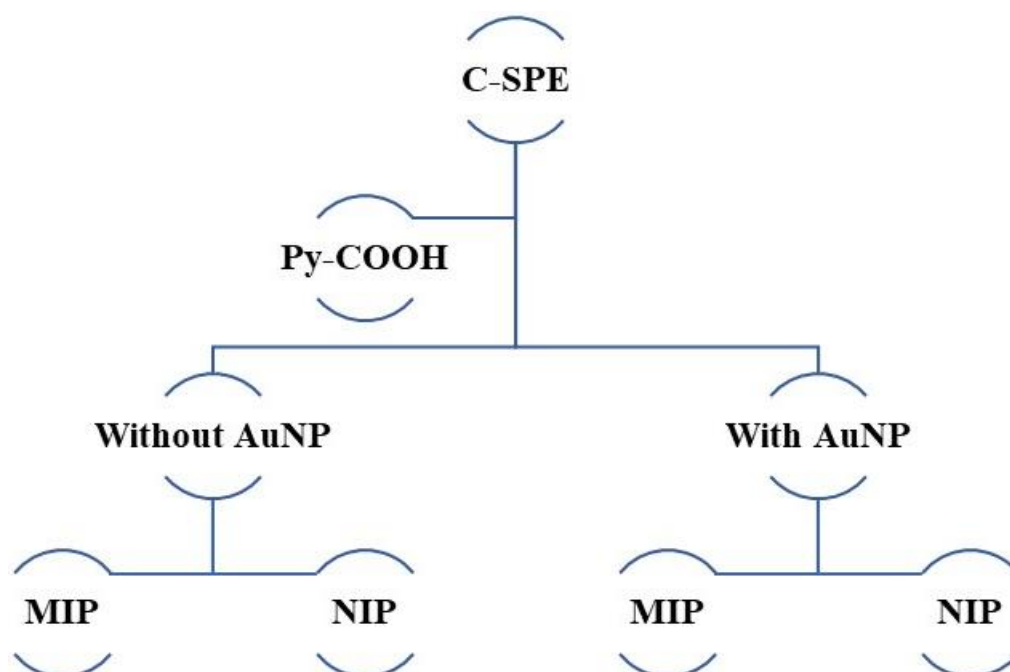 C-SPE
Py-COOH
Without AuNP
With AuNP
MIP
NIP
MIP
NIP